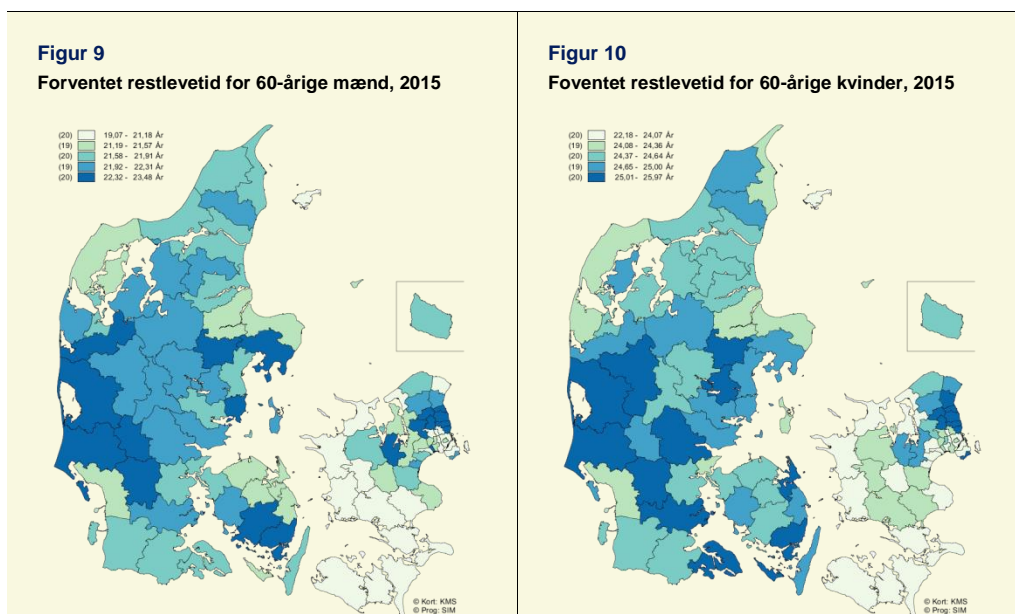 Figur 9
Forventet restlevetid for 60-årige mænd, 2015
(20) 19,07 - 21,18 År
(19) 21,19 - 21,57 År
(20) 21,58 - 21,91 År
(19) 21,92 - 22,31 År
(20) 22,32 - 23,48 År
© Kort: KMS
© Prog: SIM
Figur 10
Foventet restlevetid for 60-årige kvinder, 2015
(20) 22,18 - 24,07 År
(19) 24,08 - 24,36 År
(20) 24,37 - 24,64 År
(19) 24,65 - 25,00 År
(20) 25,01 - 25,97 År
© Kort: KMS
© Prog: SIM